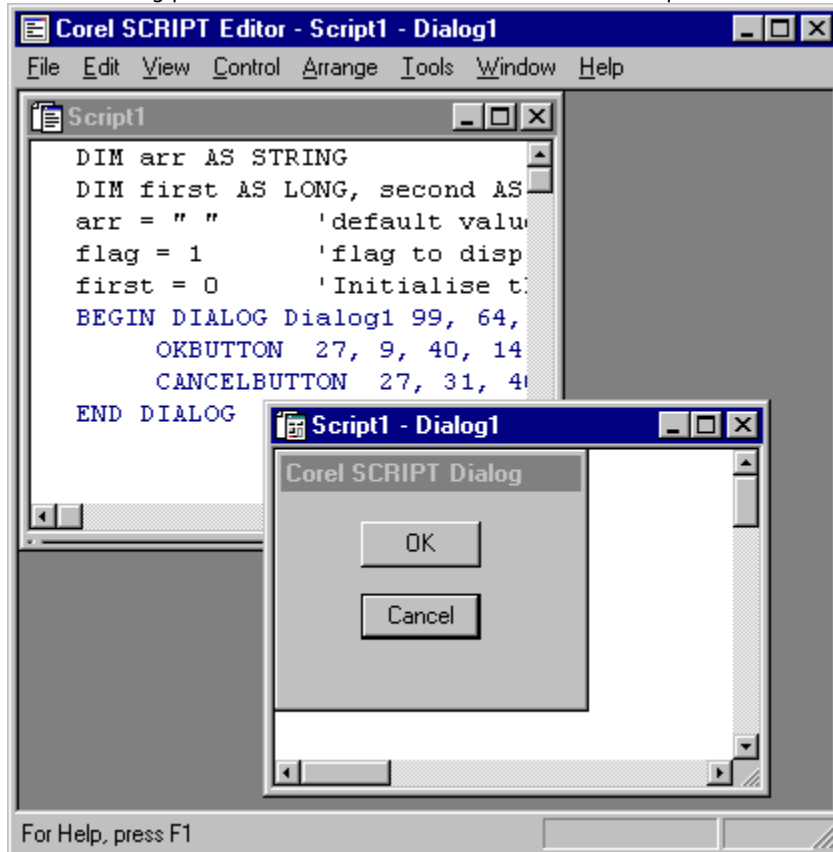 Corel SCRIPT Editor - Script1 - Dialog1
File Edit View Control Arrange Tools Window Help
Script1
DIM arr AS STRING
DIM first AS LONG, second AS
arr = " " 'default valu
flag = 1 'flag to disp
first = 0 'Initialise t
BEGIN DIALOG Dialog1 99, 64,
OKBUTTON 27, 9, 40, 14
CANCELBUTTON 27, 31, 4
END DIALOG
Script1 - Dialog1
Corel SCRIPT Dialog
OK
Cancel
For Help, press F1